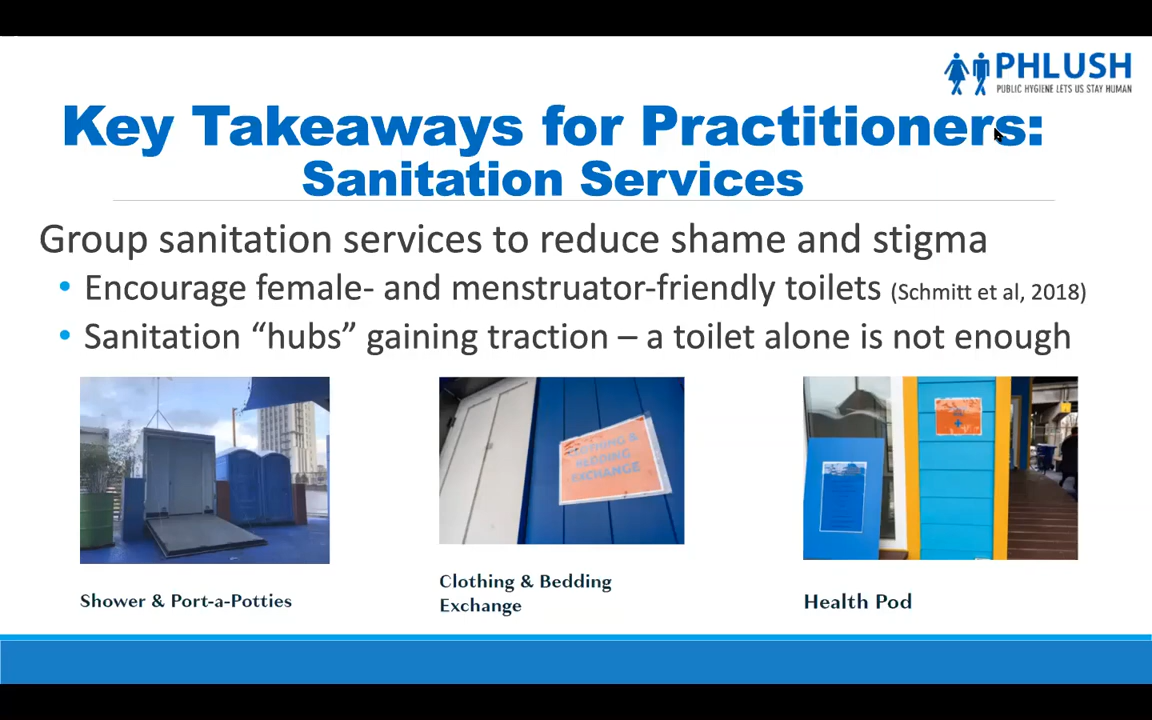 PHLUSH
PUBLIC HYGIENE LETS US STAY HUMAN
Key Takeaways for Practitioners:
Sanitation Services
Group sanitation services to reduce shame and stigma
• Encourage female- and menstruator-friendly toilets (Schmitt et al, 2018)
• Sanitation “hubs” gaining traction – a toilet alone is not enough
CLOTHING &
BEDDING
EXCHANGE
Shower & Port-a-Potties
Clothing & Bedding
Exchange
Health Pod